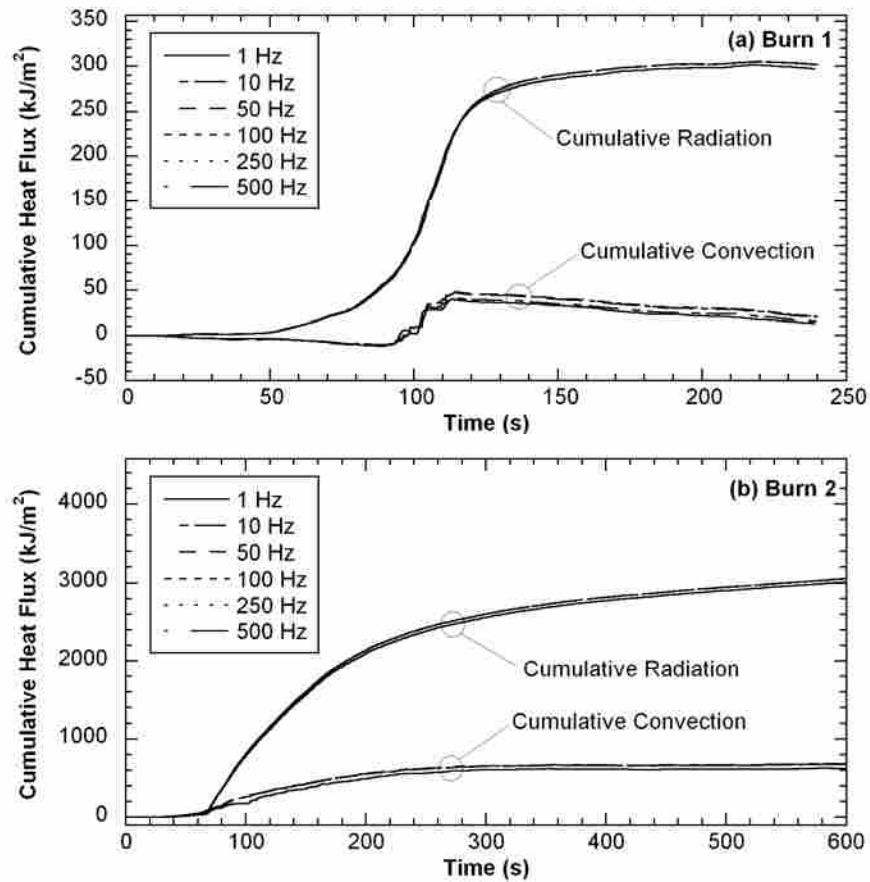 (a) Burn 1
1 Hz
10 Hz
50 Hz
100 Hz
250 Hz
500 Hz
Cumulative Radiation
Cumulative Convection
Cumulative Heat Flux (kJ/m²)
350
300
250
200
150
100
50
0
-50
0 50 100 150 200 250
Time (s)
(b) Burn 2
1 Hz
10 Hz
50 Hz
100 Hz
250 Hz
500 Hz
Cumulative Radiation
Cumulative Convection
Cumulative Heat Flux (kJ/m²)
4000
3000
2000
1000
0
0 100 200 300 400 500 600
Time (s)